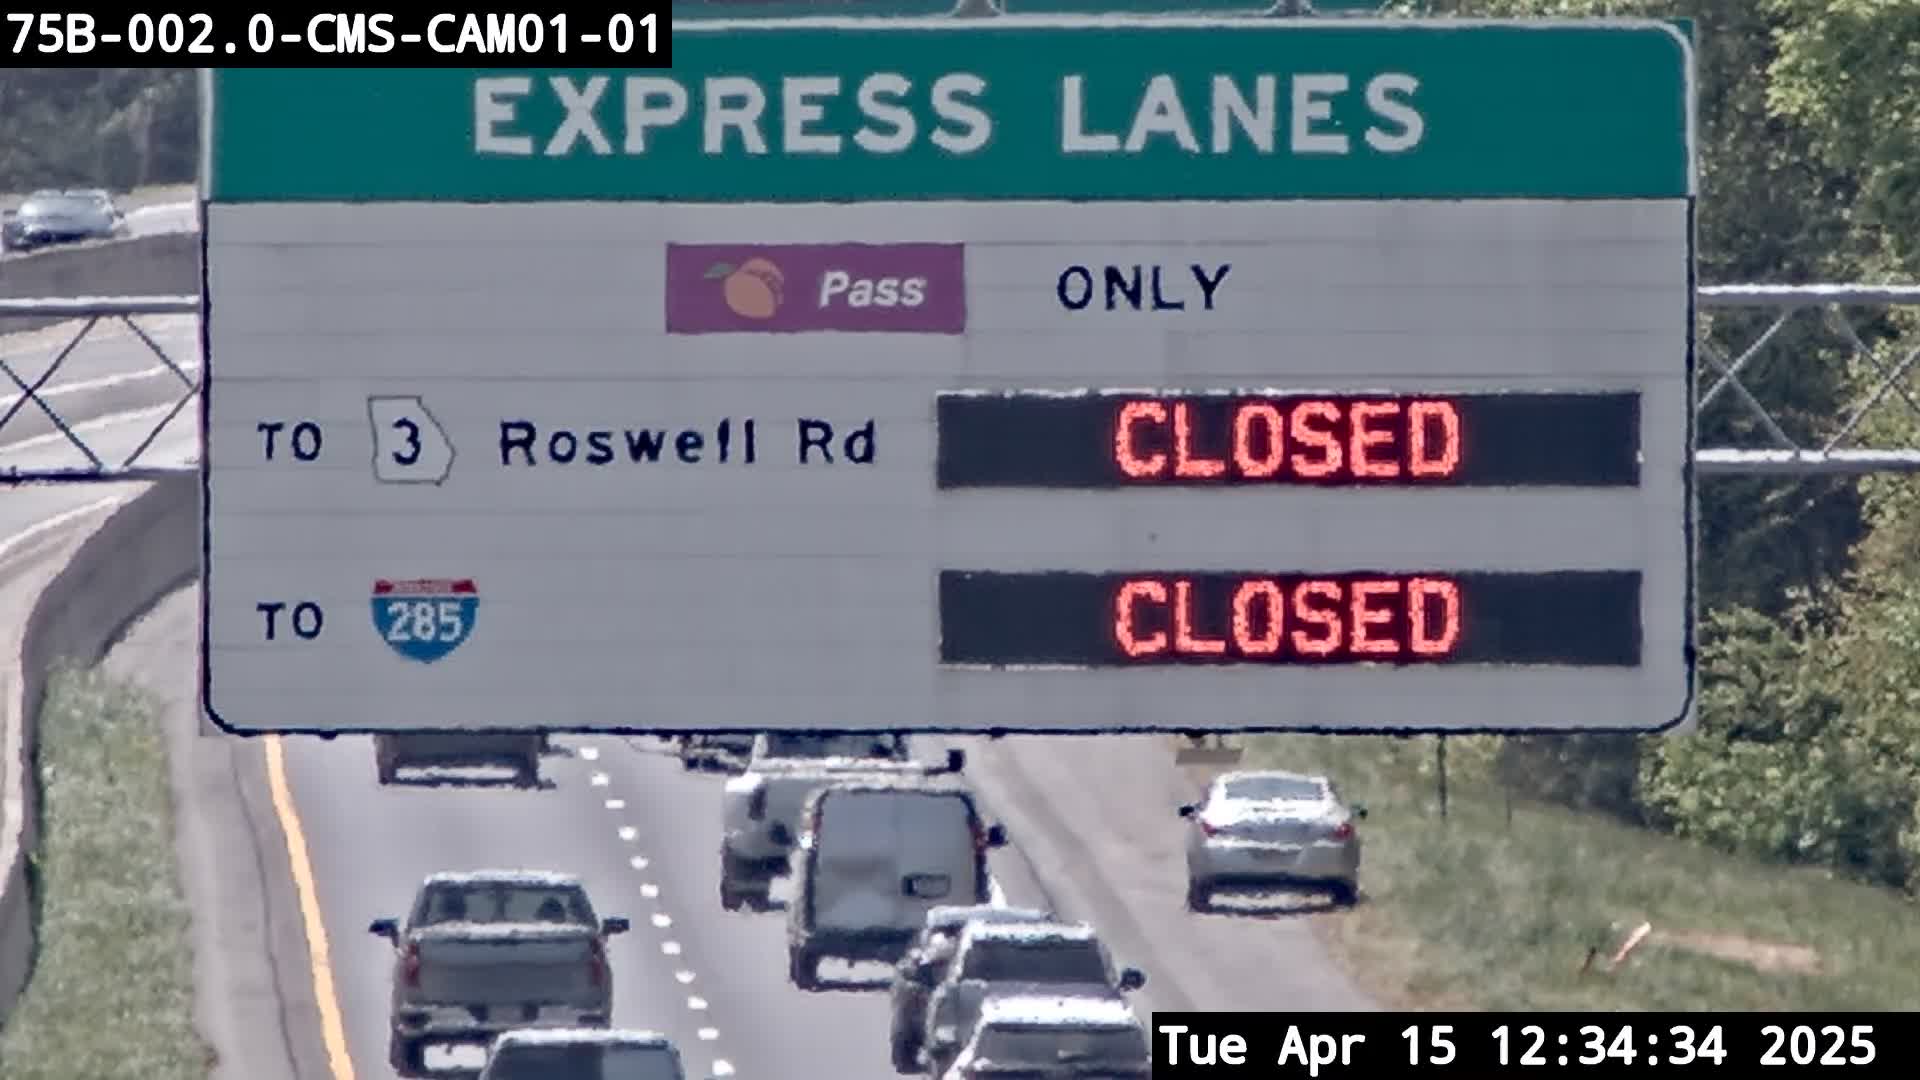 75B-002.0-CMS-CAM01-01
EXPRESS LANES
Pass ONLY
TO 3 Roswell Rd CLOSED
TO 285 CLOSED
Tue Apr 15 12:34:34 2025